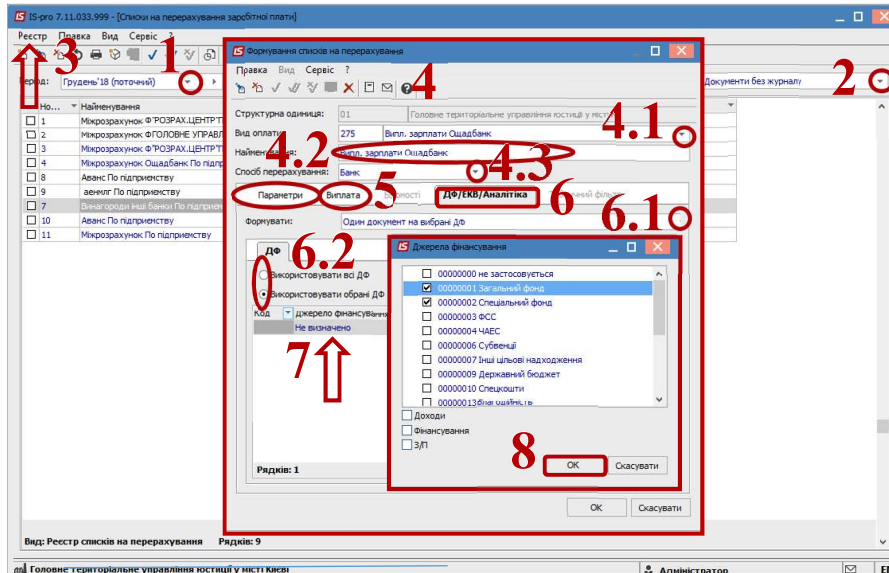 IS-pro 7.11.033.999 - [Списки на перерахування заробітної плати]
Реєстр Правка Вид Сервіс ?
3
1
Період: Грудень'18 (поточний)
Документи без журналу
2
Но... Найменування
1 Міжрозрахунок Ф"РОЗРАХ.ЦЕНТР"П
2 Міжрозрахунок ФГОЛОВНЕ УПРАВЛ
3 Міжрозрахунок Ф"РОЗРАХ.ЦЕНТР"П
4 Міжрозрахунок Ощадбанк По підпр
8 Аванс По підприємству
9
7 Винагороди інші банки По підприєм
10 Аванс По підприємству
11 Міжрозрахунок По підприємству
Формування списків на перерахування
Правка Вид Сервіс ?
4
Структурна одиниця: 01 Головне територіальне управління юстиції у місті
4.1
Вид оплати: 275 Випл. зарплати Ощадбанк
4.2
Найменування: Випл. зарплати Ощадбанк
4.3
Спосіб перерахування: Банк
Параметри Виплата ДФ/ЕКВ/Аналітика
5
6
6.1
Формувати: Один документ на вибрані ДФ
ДФ
6.2
Використовувати всі ДФ
Використовувати обрані ДФ
Код джерело фінансування
Не визначено
7
Рядків: 1
Джерела фінансування
00000000 не застосовується
00000001 Загальний фонд
00000002 Спеціальний фонд
00000003 ФСС
00000004 ЧАЕС
00000006 Субвенції
00000007 Інші цільові надходження
00000009 Державний бюджет
00000010 Спецкошти
00000013благодійність
Доходи
Фінансування
З/П
8
ОК Скасувати
ОК Скасувати
Вид: Реєстр списків на перерахування Рядків: 9
Головне територіальне управління юстиції у місті Києві
Адміністратор